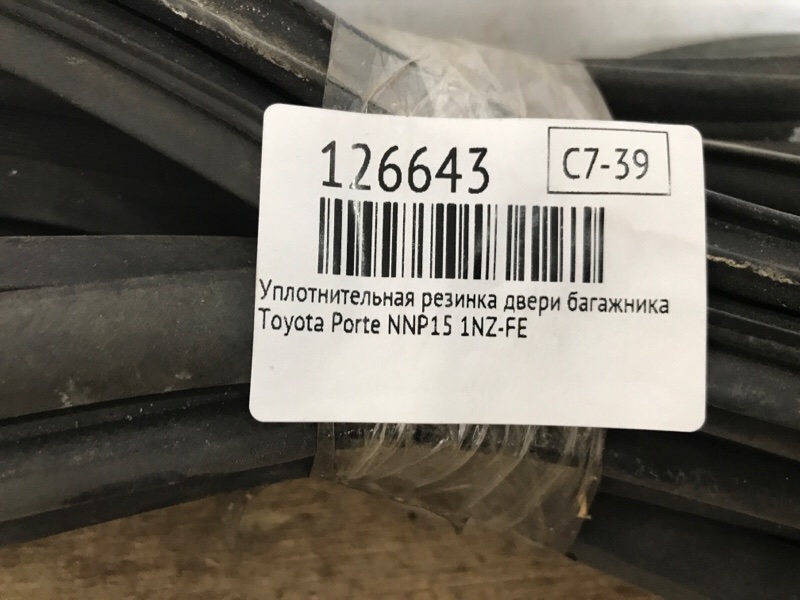 126643
C7-39
Уплотнительная резинка двери багажника
Toyota Porte NNP15 1NZ-FE